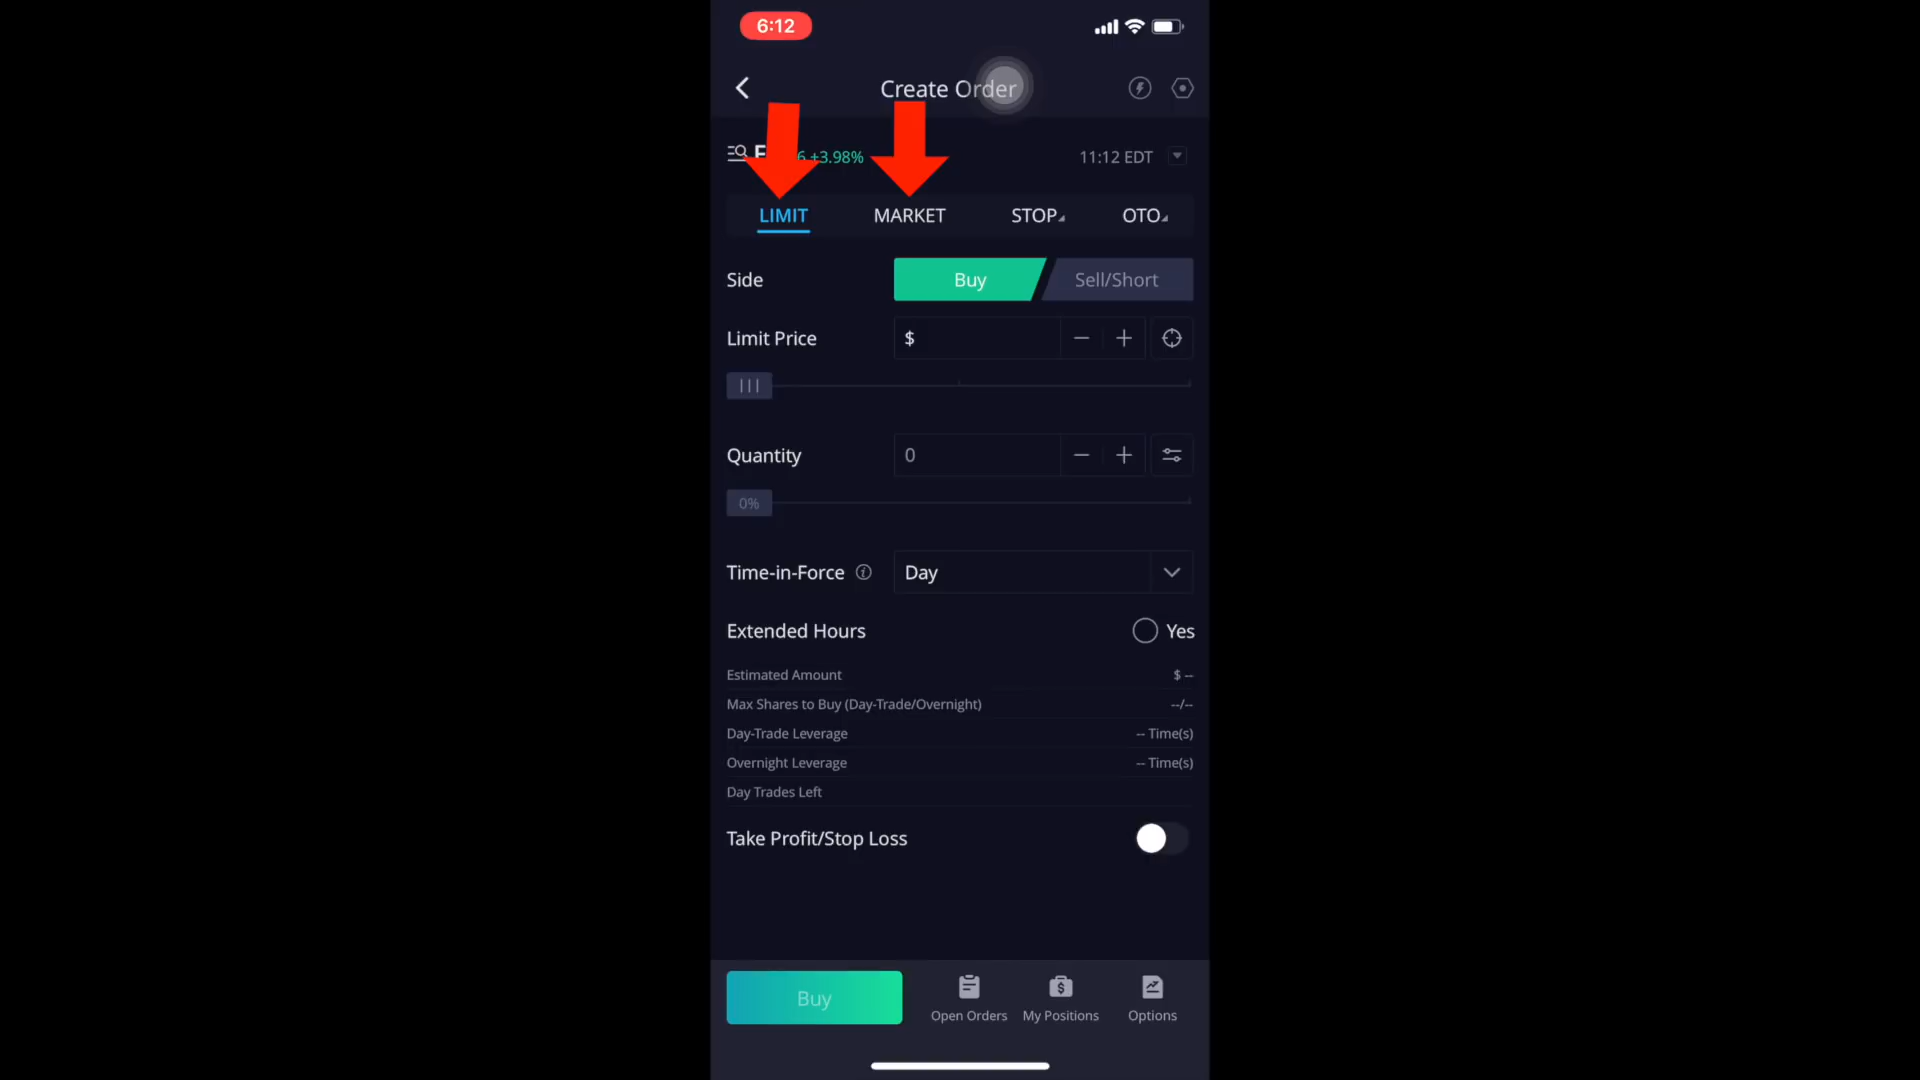 6:12
Create Order
6 +3.98%
11:12 EDT
LIMIT MARKET STOP OTO
Side Buy Sell/Short
Limit Price $
Quantity 0
0%
Time-in-Force Day
Extended Hours Yes
Estimated Amount $ --
Max Shares to Buy (Day-Trade/Overnight) --/--
Day-Trade Leverage -- Time(s)
Overnight Leverage -- Time(s)
Day Trades Left
Take Profit/Stop Loss
Buy
Open Orders My Positions Options